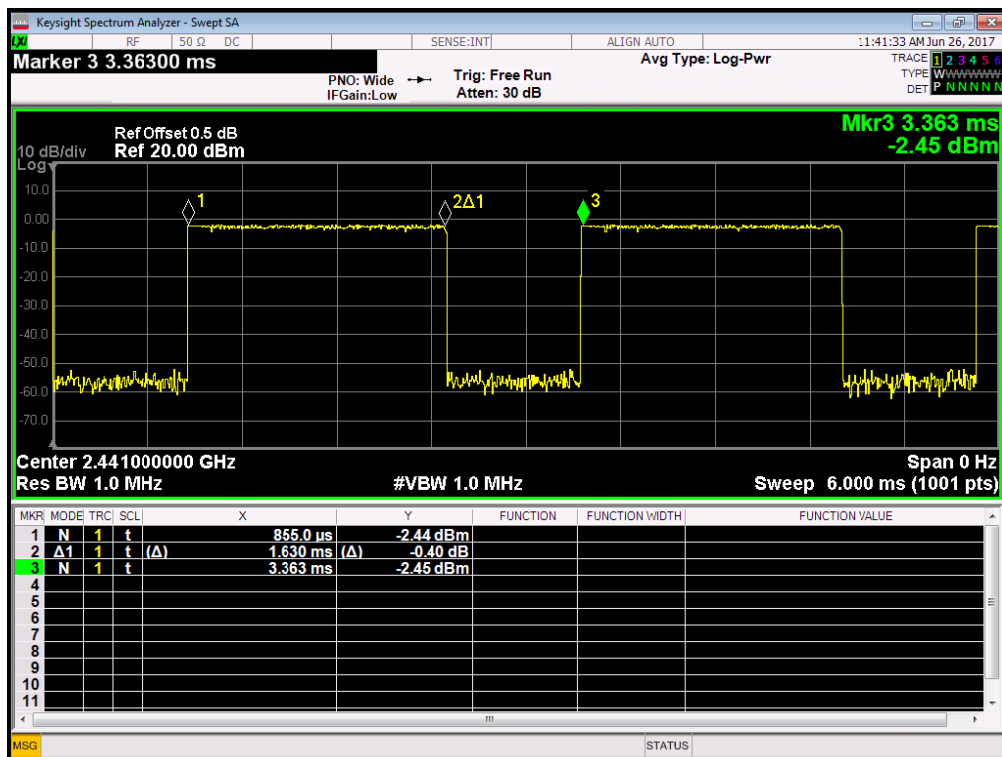 Keysight Spectrum Analyzer - Swept SA
LXI RF 50 Ω DC SENSE:INT ALIGN AUTO 11:41:33 AM Jun 26, 2017
Marker 3 3.36300 ms
PNO: Wide
IFGain:Low
Trig: Free Run
Atten: 30 dB
Avg Type: Log-Pwr
TRACE 1 2 3 4 5 6
TYPE WWWWWW
DET P N N N N N
Ref Offset 0.5 dB
10 dB/div Ref 20.00 dBm
Log
Mkr3 3.363 ms
-2.45 dBm
10.0
0.00
-10.0
-20.0
-30.0
-40.0
-50.0
-60.0
-70.0
1
2Δ1
3
Center 2.441000000 GHz Span 0 Hz
Res BW 1.0 MHz #VBW 1.0 MHz Sweep 6.000 ms (1001 pts)
MKR MODE TRC SCL X Y FUNCTION FUNCTION WIDTH FUNCTION VALUE
1 N 1 t 855.0 µs -2.44 dBm
2 Δ1 1 t (Δ) 1.630 ms (Δ) -0.40 dB
3 N 1 t 3.363 ms -2.45 dBm
4
5
6
7
8
9
10
11
MSG STATUS